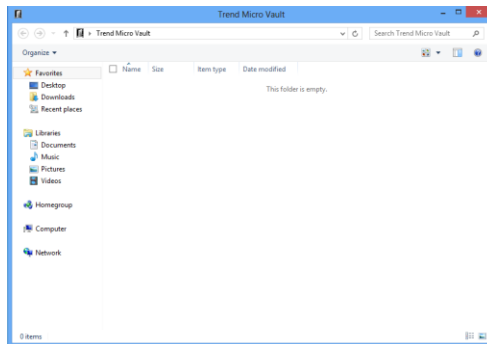 Trend Micro Vault
Trend Micro Vault
Search Trend Micro Vault
Organize
Name Size Item type Date modified
This folder is empty.
Favorites
Desktop
Downloads
Recent places
Libraries
Documents
Music
Pictures
Videos
Homegroup
Computer
Network
0 items